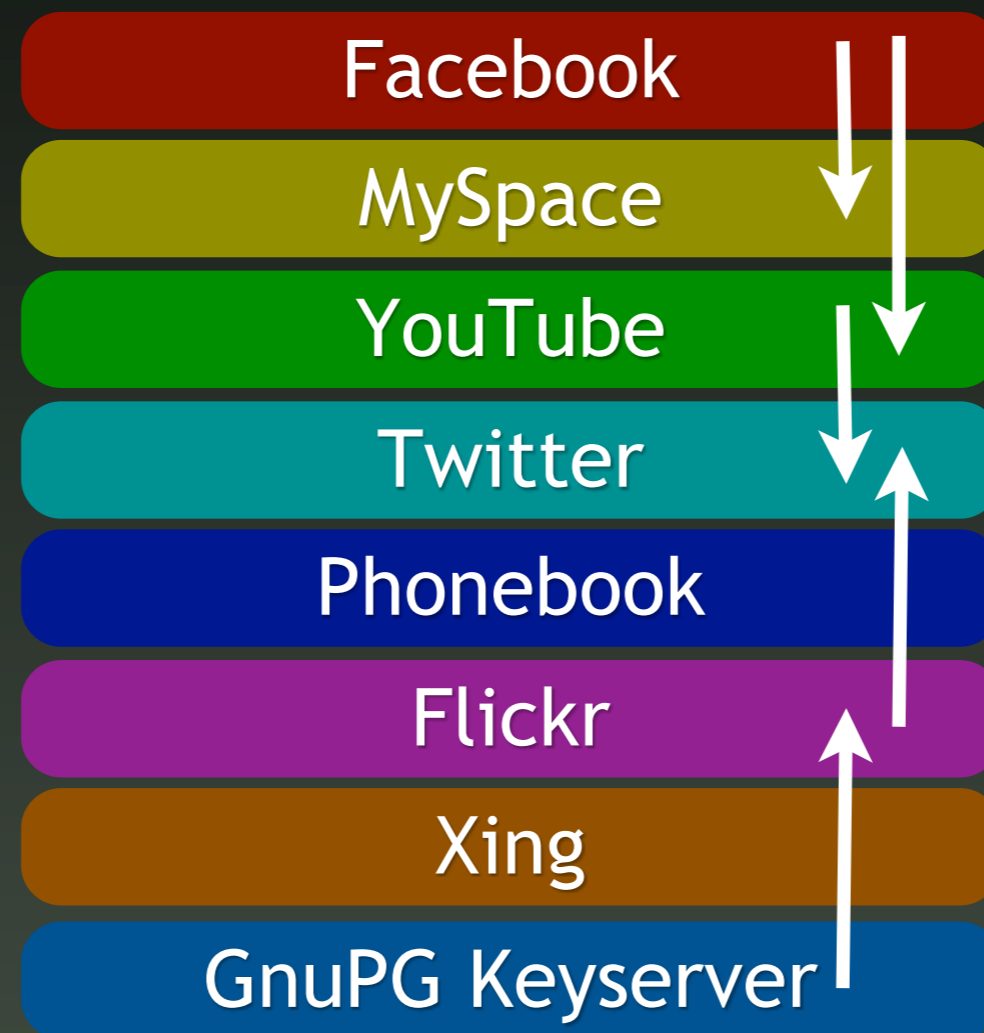 Facebook
MySpace
YouTube
Twitter
Phonebook
Flickr
Xing
GnuPG Keyserver